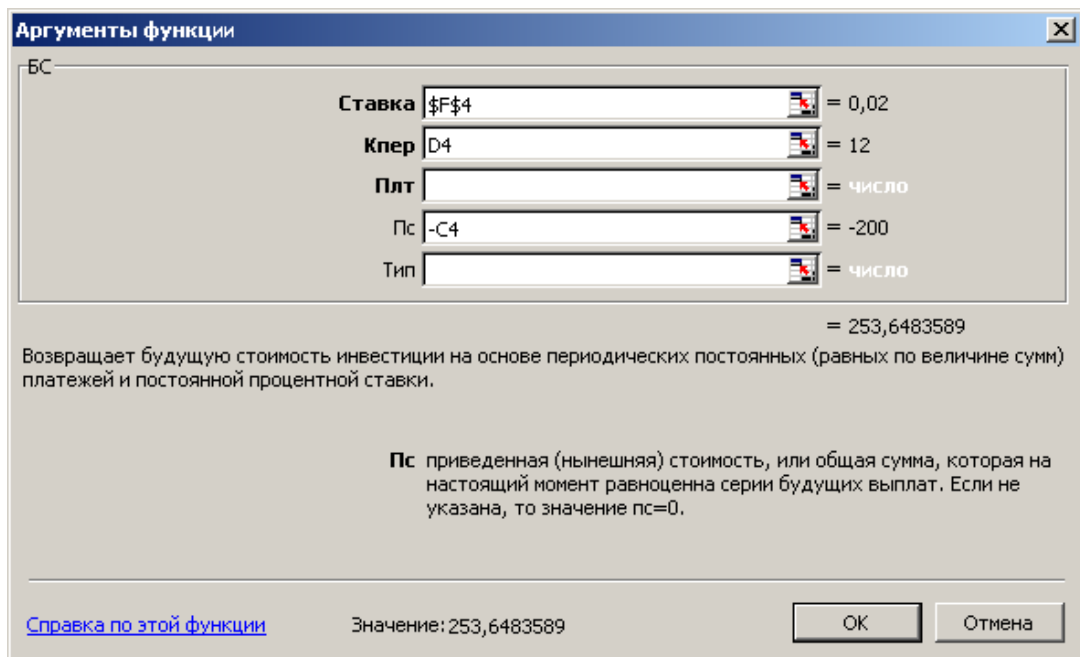 Аргументы функции
БС
Ставка $F$4 = 0,02
Кпер D4 = 12
Плт = число
Пс -C4 = -200
Тип = число
= 253,6483589
Возвращает будущую стоимость инвестиции на основе периодических постоянных (равных по величине сумм)
платежей и постоянной процентной ставки.
Пс приведенная (нынешняя) стоимость, или общая сумма, которая на
настоящий момент равноценна серии будущих выплат. Если не
указана, то значение пс=0.
Справка по этой функции Значение: 253,6483589 ОК Отмена